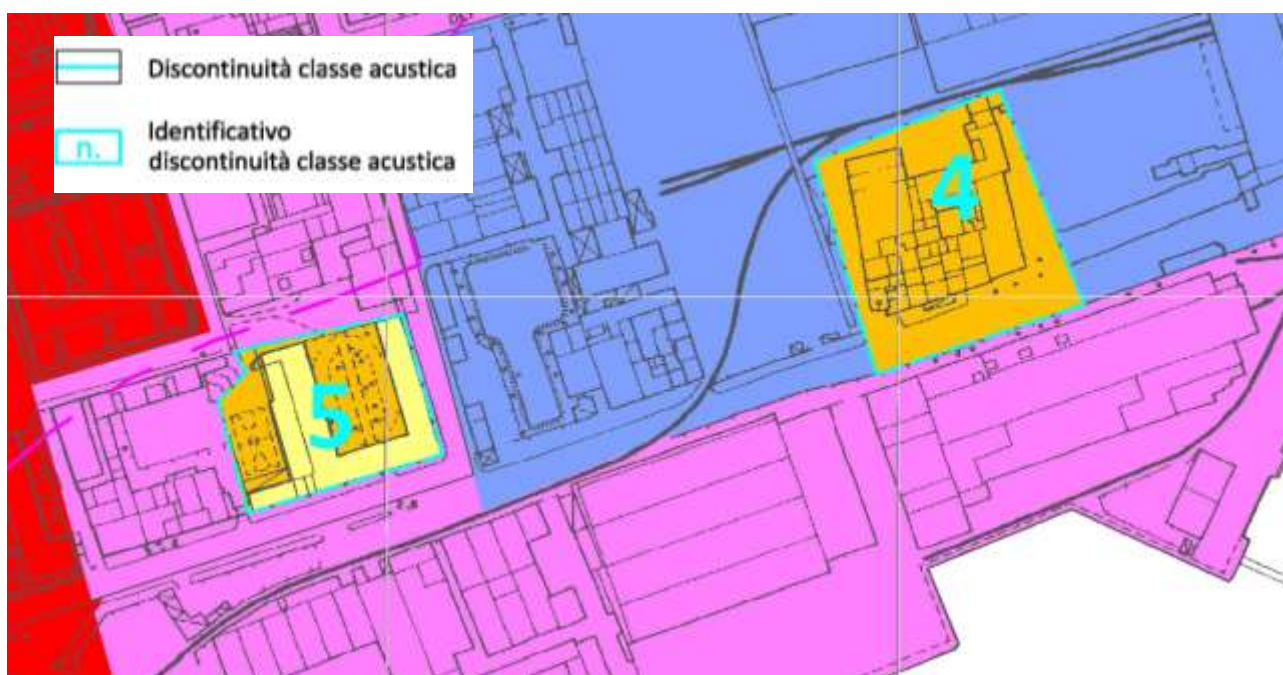 Discontinuità classe acustica
n.
Identificativo
discontinuità classe acustica
4
5